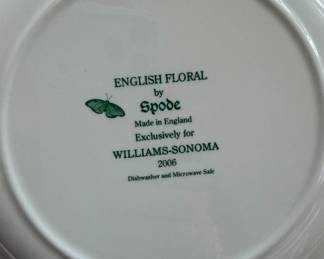 ENGLISH FLORAL
by
Spode
Made in England
Exclusively for
WILLIAMS-SONOMA
2006
Dishwasher and Microwave Safe